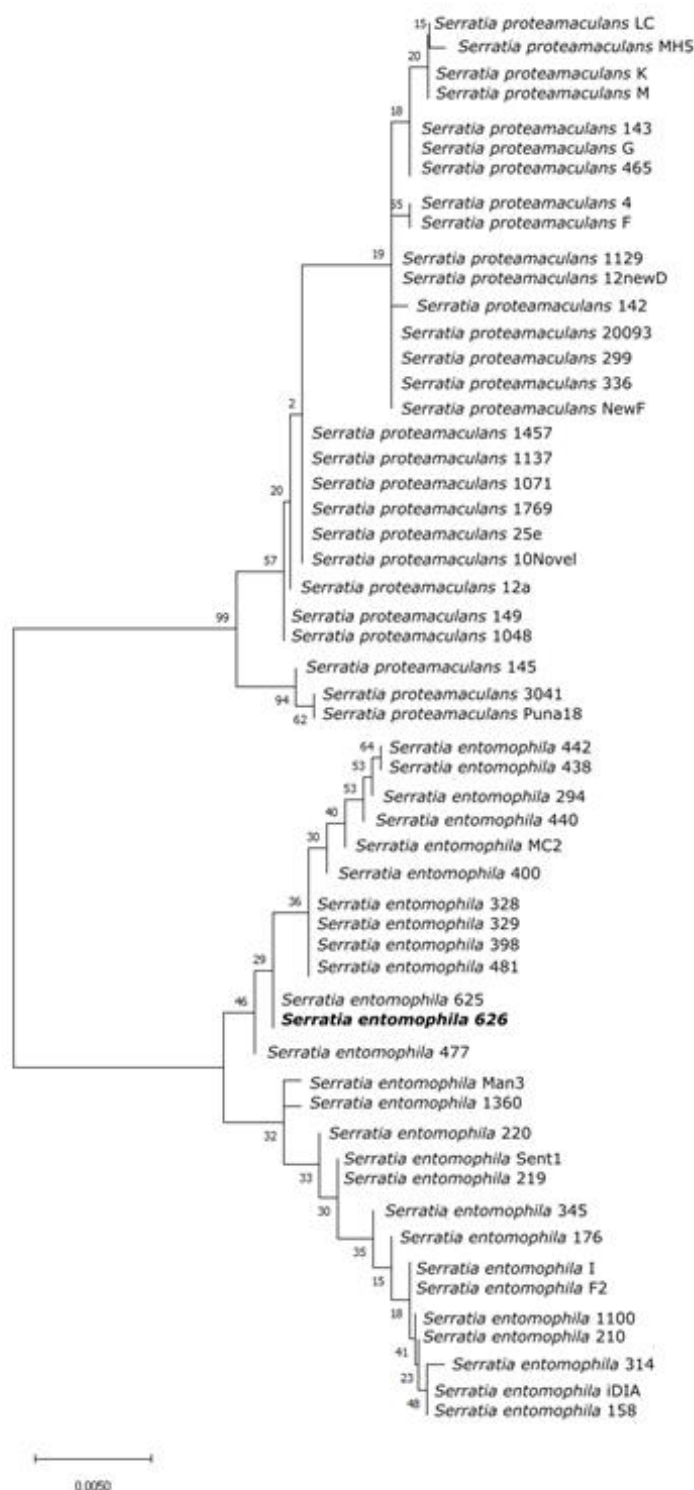 15
Serratia proteamaculans LC
Serratia proteamaculans MH5
20
Serratia proteamaculans K
Serratia proteamaculans M
18
Serratia proteamaculans 143
Serratia proteamaculans G
Serratia proteamaculans 465
55
Serratia proteamaculans 4
Serratia proteamaculans F
19
Serratia proteamaculans 1129
Serratia proteamaculans 12newD
Serratia proteamaculans 142
Serratia proteamaculans 20093
Serratia proteamaculans 299
Serratia proteamaculans 336
Serratia proteamaculans NewF
2
Serratia proteamaculans 1457
Serratia proteamaculans 1137
Serratia proteamaculans 1071
20
Serratia proteamaculans 1769
Serratia proteamaculans 25e
57
Serratia proteamaculans 10Novel
Serratia proteamaculans 12a
99
Serratia proteamaculans 149
Serratia proteamaculans 1048
Serratia proteamaculans 145
94
Serratia proteamaculans 3041
62
Serratia proteamaculans Puna18
64
Serratia entomophila 442
53
Serratia entomophila 438
53
Serratia entomophila 294
40
Serratia entomophila 440
30
Serratia entomophila MC2
Serratia entomophila 400
36
Serratia entomophila 328
Serratia entomophila 329
Serratia entomophila 398
29
Serratia entomophila 481
46
Serratia entomophila 625
Serratia entomophila 626
Serratia entomophila 477
Serratia entomophila Man3
Serratia entomophila 1360
32
Serratia entomophila 220
33
Serratia entomophila Sent1
Serratia entomophila 219
30
Serratia entomophila 345
35
Serratia entomophila 176
15
Serratia entomophila I
Serratia entomophila F2
18
Serratia entomophila 1100
Serratia entomophila 210
41
Serratia entomophila 314
23
Serratia entomophila iDIA
48
Serratia entomophila 158
0.0050